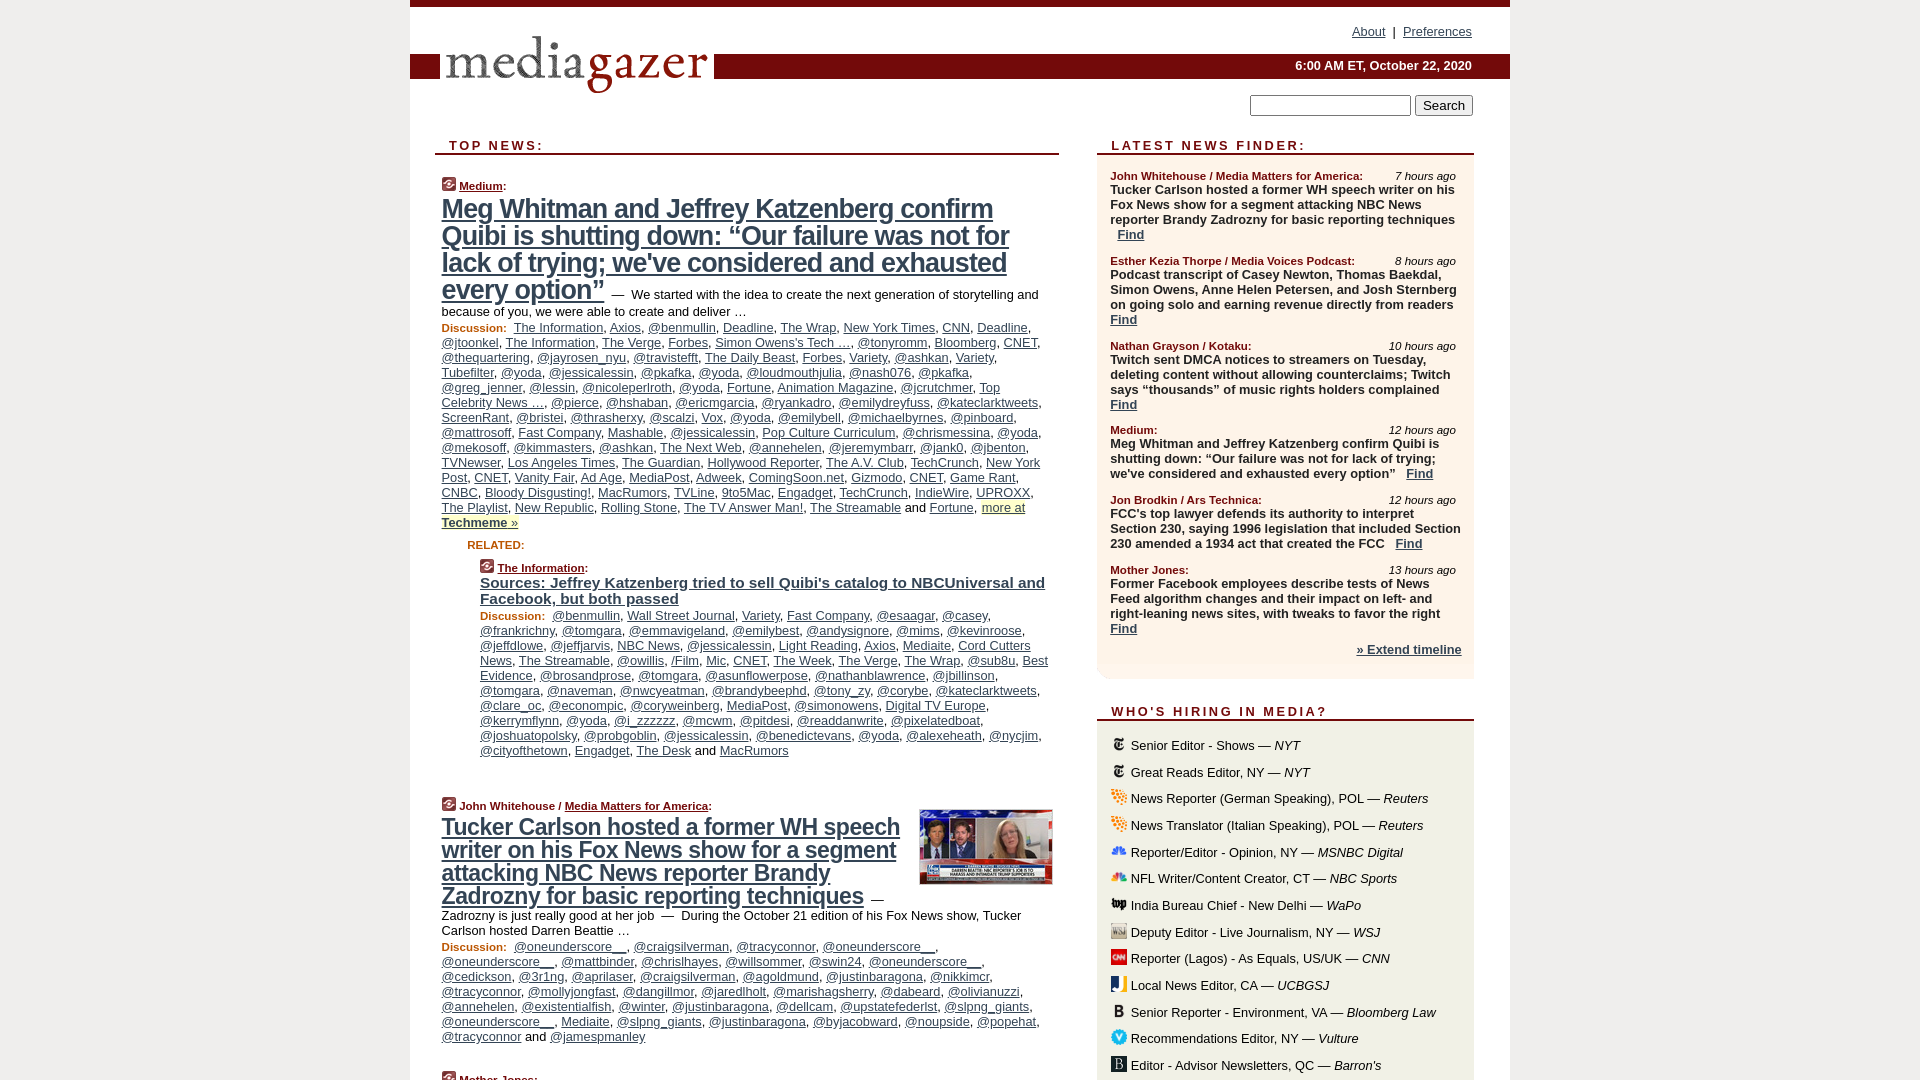 About | Preferences
mediagazer
6:00 AM ET, October 22, 2020
Search
TOP NEWS:
Medium:
Meg Whitman and Jeffrey Katzenberg confirm
Quibi is shutting down: “Our failure was not for
lack of trying; we've considered and exhausted
every option” — We started with the idea to create the next generation of storytelling and
because of you, we were able to create and deliver …
Discussion: The Information, Axios, @benmullin, Deadline, The Wrap, New York Times, CNN, Deadline,
@jtoonkel, The Information, The Verge, Forbes, Simon Owens's Tech …, @tonyromm, Bloomberg, CNET,
@thequartering, @jayrosen_nyu, @travistefft, The Daily Beast, Forbes, Variety, @ashkan, Variety,
Tubefilter, @yoda, @jessicalessin, @pkafka, @yoda, @loudmouthjulia, @nash076, @pkafka,
@greg_jenner, @lessin, @nicoleperlroth, @yoda, Fortune, Animation Magazine, @jcrutchmer, Top
Celebrity News …, @pierce, @hshaban, @ericmgarcia, @ryankadro, @emilydreyfuss, @kateclarktweets,
ScreenRant, @bristei, @thrasherxy, @scalzi, Vox, @yoda, @emilybell, @michaelbyrnes, @pinboard,
@mattrosoff, Fast Company, Mashable, @jessicalessin, Pop Culture Curriculum, @chrismessina, @yoda,
@mekosoff, @kimmasters, @ashkan, The Next Web, @annehelen, @jeremymbarr, @jank0, @jbenton,
TVNewser, Los Angeles Times, The Guardian, Hollywood Reporter, The A.V. Club, TechCrunch, New York
Post, CNET, Vanity Fair, Ad Age, MediaPost, Adweek, ComingSoon.net, Gizmodo, CNET, Game Rant,
CNBC, Bloody Disgusting!, MacRumors, TVLine, 9to5Mac, Engadget, TechCrunch, IndieWire, UPROXX,
The Playlist, New Republic, Rolling Stone, The TV Answer Man!, The Streamable and Fortune, more at
Techmeme »
RELATED:
The Information:
Sources: Jeffrey Katzenberg tried to sell Quibi's catalog to NBCUniversal and
Facebook, but both passed
Discussion: @benmullin, Wall Street Journal, Variety, Fast Company, @esaagar, @casey,
@frankrichny, @tomgara, @emmavigeland, @emilybest, @andysignore, @mims, @kevinroose,
@jeffdlowe, @jeffjarvis, NBC News, @jessicalessin, Light Reading, Axios, Mediaite, Cord Cutters
News, The Streamable, @owillis, /Film, Mic, CNET, The Week, The Verge, The Wrap, @sub8u, Best
Evidence, @brosandprose, @tomgara, @asunflowerpose, @nathanblawrence, @jbillinson,
@tomgara, @naveman, @nwcyeatman, @brandybeephd, @tony_zy, @corybe, @kateclarktweets,
@clare_oc, @econompic, @coryweinberg, MediaPost, @simonowens, Digital TV Europe,
@kerrymflynn, @yoda, @i_zzzzzz, @mcwm, @pitdesi, @readdanwrite, @pixelatedboat,
@joshuatopolsky, @probgoblin, @jessicalessin, @benedictevans, @yoda, @alexeheath, @nycjim,
@cityofthetown, Engadget, The Desk and MacRumors
John Whitehouse / Media Matters for America:
Tucker Carlson hosted a former WH speech
writer on his Fox News show for a segment
attacking NBC News reporter Brandy
Zadrozny for basic reporting techniques —
Zadrozny is just really good at her job — During the October 21 edition of his Fox News show, Tucker
Carlson hosted Darren Beattie …
Discussion: @oneunderscore__, @craigsilverman, @tracyconnor, @oneunderscore__,
@oneunderscore__, @mattbinder, @chrislhayes, @willsommer, @swin24, @oneunderscore__,
@cedickson, @3r1ng, @aprilaser, @craigsilverman, @agoldmund, @justinbaragona, @nikkimcr,
@tracyconnor, @mollyjongfast, @dangillmor, @jaredlholt, @marishagsherry, @dabeard, @olivianuzzi,
@annehelen, @existentialfish, @winter, @justinbaragona, @dellcam, @upstatefederlst, @slpng_giants,
@oneunderscore__, Mediaite, @slpng_giants, @justinbaragona, @byjacobward, @noupside, @popehat,
@tracyconnor and @jamespmanley
Mother Jones:
LATEST NEWS FINDER:
John Whitehouse / Media Matters for America: 7 hours ago
Tucker Carlson hosted a former WH speech writer on his
Fox News show for a segment attacking NBC News
reporter Brandy Zadrozny for basic reporting techniques
Find
Esther Kezia Thorpe / Media Voices Podcast: 8 hours ago
Podcast transcript of Casey Newton, Thomas Baekdal,
Simon Owens, Anne Helen Petersen, and Josh Sternberg
on going solo and earning revenue directly from readers
Find
Nathan Grayson / Kotaku: 10 hours ago
Twitch sent DMCA notices to streamers on Tuesday,
deleting content without allowing counterclaims; Twitch
says “thousands” of music rights holders complained
Find
Medium: 12 hours ago
Meg Whitman and Jeffrey Katzenberg confirm Quibi is
shutting down: “Our failure was not for lack of trying;
we've considered and exhausted every option” Find
Jon Brodkin / Ars Technica: 12 hours ago
FCC's top lawyer defends its authority to interpret
Section 230, saying 1996 legislation that included Section
230 amended a 1934 act that created the FCC Find
Mother Jones: 13 hours ago
Former Facebook employees describe tests of News
Feed algorithm changes and their impact on left- and
right-leaning news sites, with tweaks to favor the right
Find
» Extend timeline
WHO'S HIRING IN MEDIA?
Senior Editor - Shows — NYT
Great Reads Editor, NY — NYT
News Reporter (German Speaking), POL — Reuters
News Translator (Italian Speaking), POL — Reuters
Reporter/Editor - Opinion, NY — MSNBC Digital
NFL Writer/Content Creator, CT — NBC Sports
India Bureau Chief - New Delhi — WaPo
Deputy Editor - Live Journalism, NY — WSJ
Reporter (Lagos) - As Equals, US/UK — CNN
Local News Editor, CA — UCBGSJ
Senior Reporter - Environment, VA — Bloomberg Law
Recommendations Editor, NY — Vulture
Editor - Advisor Newsletters, QC — Barron's